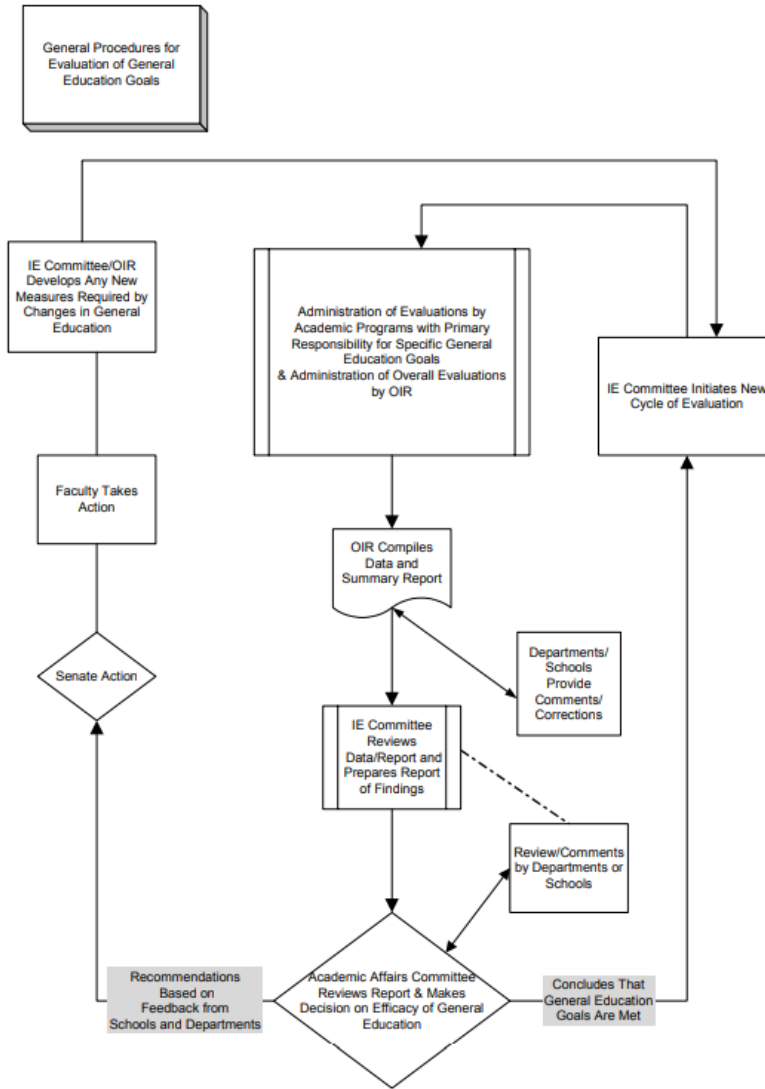 General Procedures for
Evaluation of General
Education Goals
IE Committee/OIR
Develops Any New
Measures Required by
Changes in General
Education
Administration of Evaluations by
Academic Programs with Primary
Responsibility for Specific General
Education Goals
& Administration of Overall Evaluations
by OIR
IE Committee Initiates New
Cycle of Evaluation
Faculty Takes
Action
OIR Compiles
Data and
Summary Report
Senate Action
Departments/
Schools
Provide
Comments/
Corrections
IE Committee
Reviews
Data/Report and
Prepares Report
of Findings
Review/Comments
by Departments or
Schools
Recommendations
Based on
Feedback from
Schools and Departments
Academic Affairs Committee
Reviews Report & Makes
Decision on Efficacy of General
Education
Concludes That
General Education
Goals Are Met